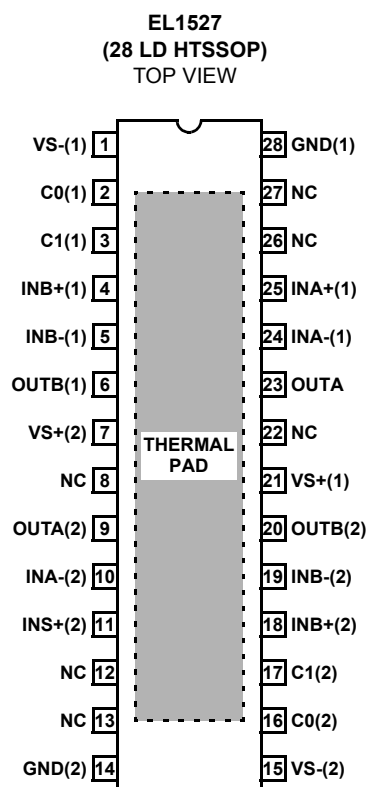 EL1527
(28 LD HTSSOP)
TOP VIEW
VS-(1) 1 28 GND(1)
C0(1) 2 27 NC
C1(1) 3 26 NC
INB+(1) 4 25 INA+(1)
INB-(1) 5 24 INA-(1)
OUTB(1) 6 23 OUTA
VS+(2) 7 22 NC
THERMAL
PAD
NC 8 21 VS+(1)
OUTA(2) 9 20 OUTB(2)
INA-(2) 10 19 INB-(2)
INS+(2) 11 18 INB+(2)
NC 12 17 C1(2)
NC 13 16 C0(2)
GND(2) 14 15 VS-(2)